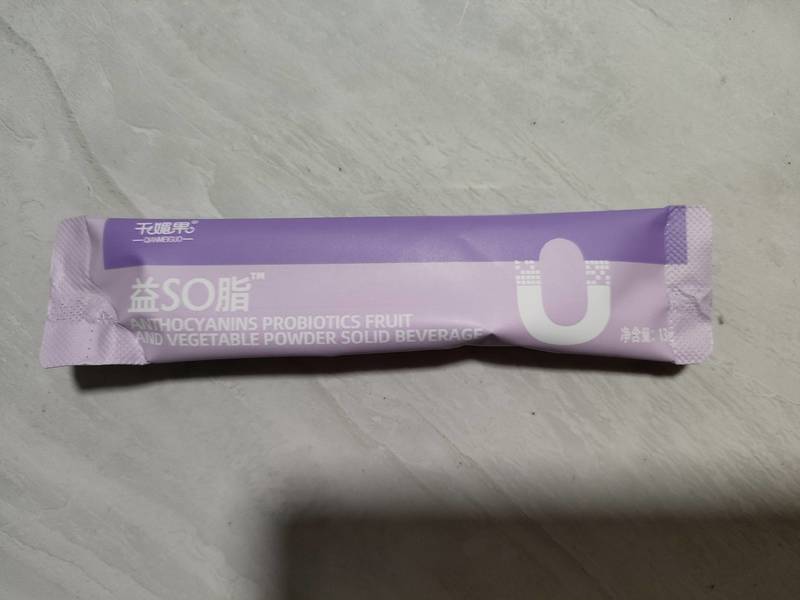 千媚果®
QIANMEIGUO
益SO脂™
ANTHOCYANINS PROBIOTICS FRUIT
AND VEGETABLE POWDER SOLID BEVERAGE
净含量：13g